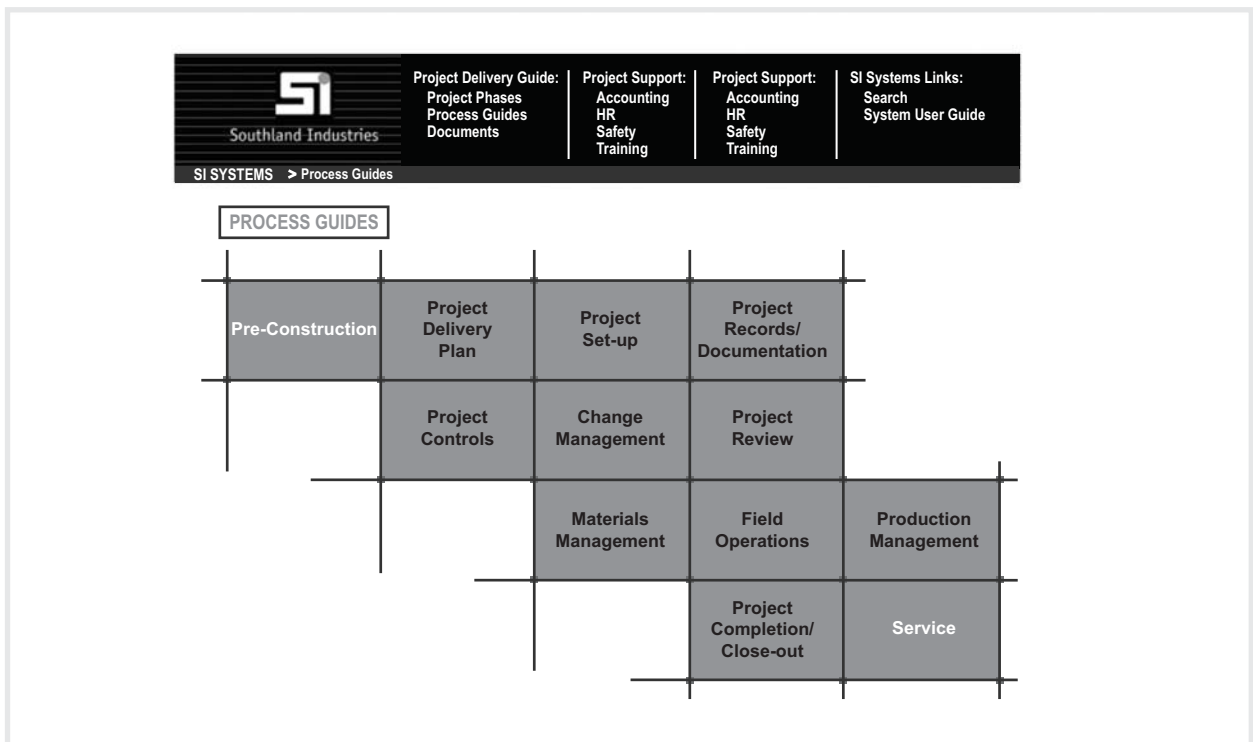 SI
Southland Industries
Project Delivery Guide:
Project Phases
Process Guides
Documents
Project Support:
Accounting
HR
Safety
Training
Project Support:
Accounting
HR
Safety
Training
SI Systems Links:
Search
System User Guide
SI SYSTEMS > Process Guides
PROCESS GUIDES
Pre-Construction
Project
Delivery
Plan
Project
Set-up
Project
Records/
Documentation
Project
Controls
Change
Management
Project
Review
Materials
Management
Field
Operations
Production
Management
Project
Completion/
Close-out
Service